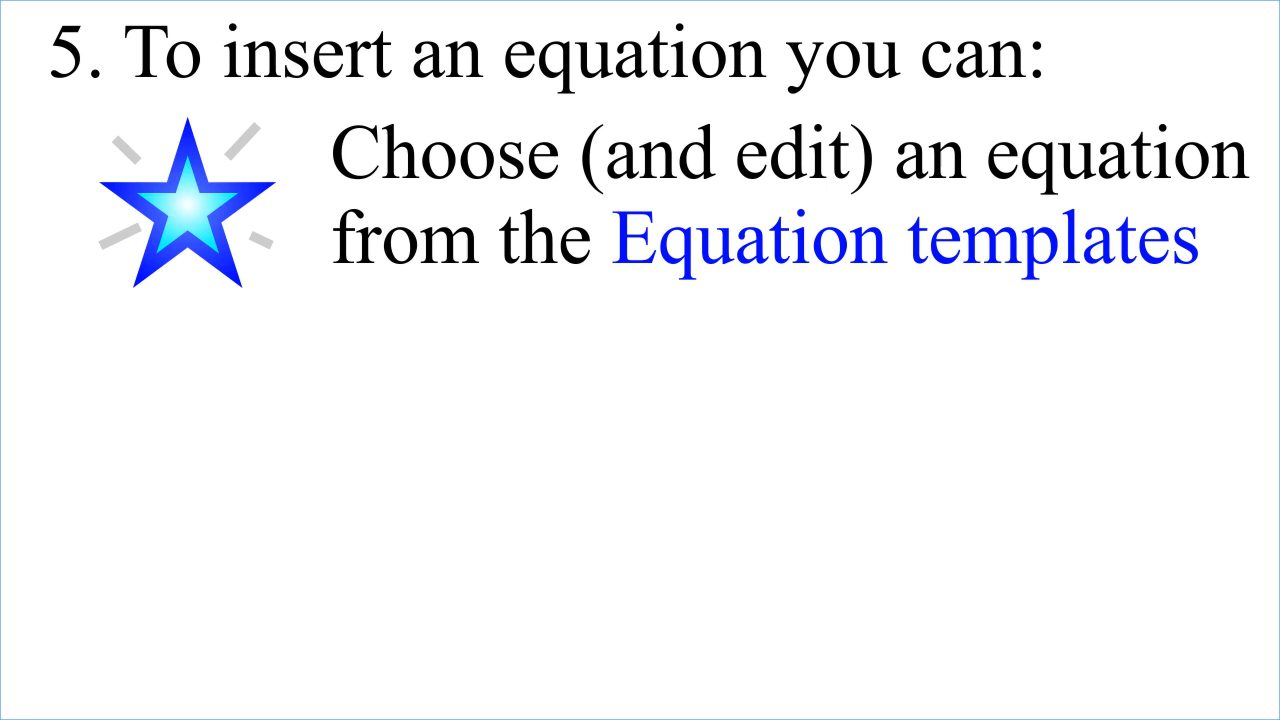 5. To insert an equation you can:
Choose (and edit) an equation
from the Equation templates